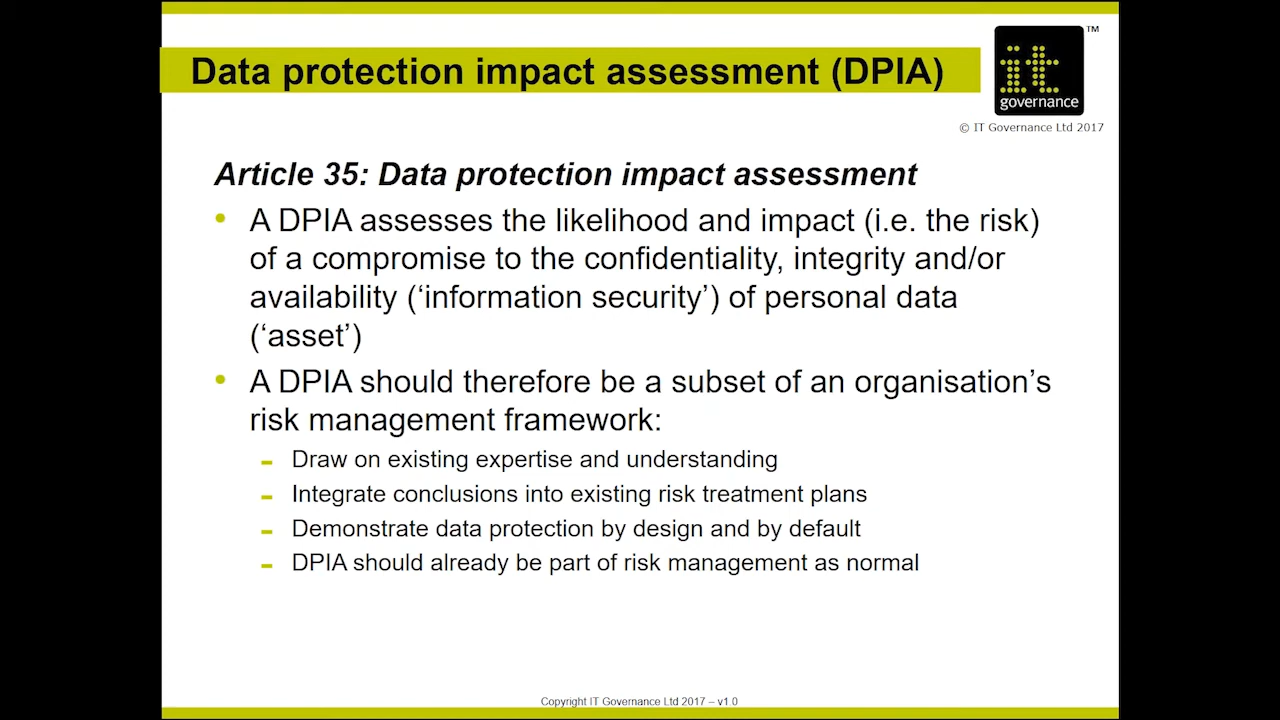 Data protection impact assessment (DPIA)
it
governance
TM
© IT Governance Ltd 2017
Article 35: Data protection impact assessment
• A DPIA assesses the likelihood and impact (i.e. the risk)
of a compromise to the confidentiality, integrity and/or
availability (‘information security’) of personal data
(‘asset’)
• A DPIA should therefore be a subset of an organisation’s
risk management framework:
– Draw on existing expertise and understanding
– Integrate conclusions into existing risk treatment plans
– Demonstrate data protection by design and by default
– DPIA should already be part of risk management as normal
Copyright IT Governance Ltd 2017 – v1.0